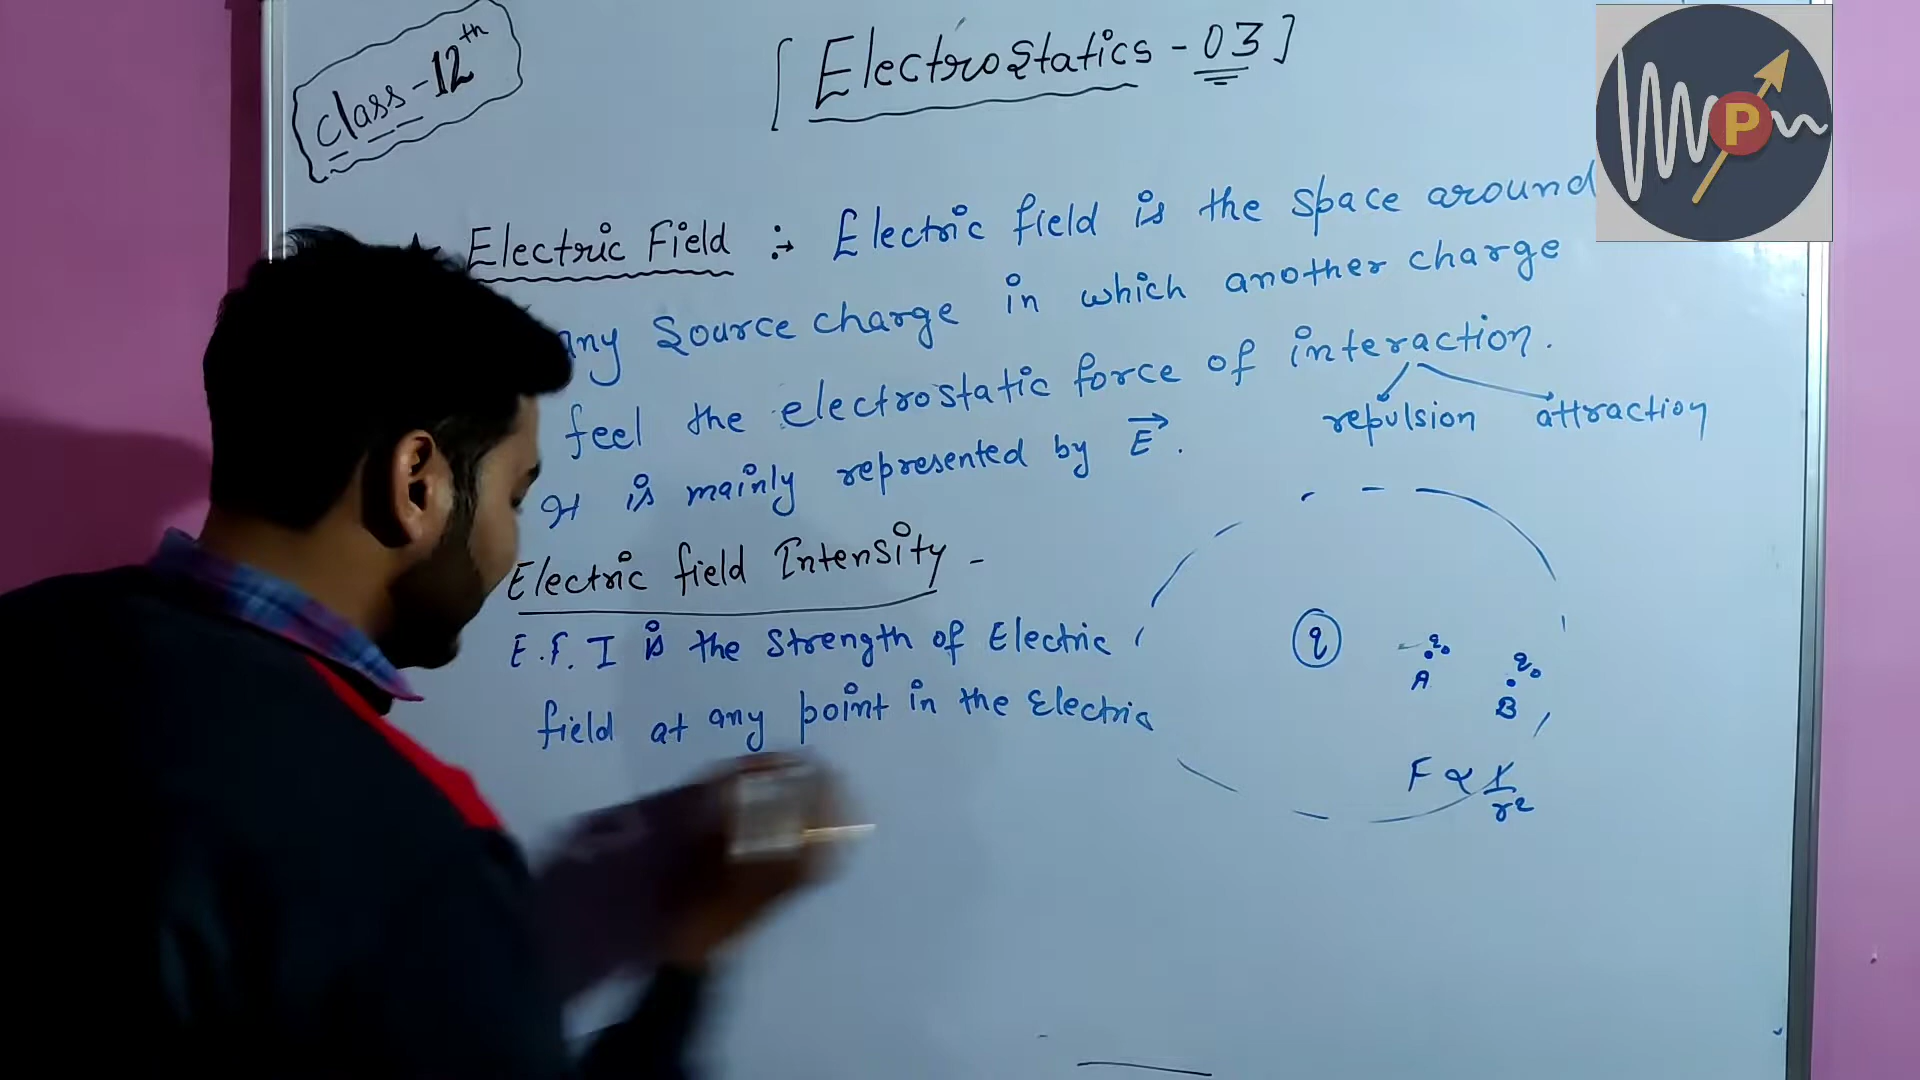 Class-12th
[Electrostatics-03]
P
Electric Field :→ Electric field is the space around
any source charge in which another charge
feel the electrostatic force of interaction.
repulsion attraction
It is mainly represented by E⃗.
Electric field Intensity -
E.F.I is the strength of Electric
field at any point in the Electric
q
q₀
A
q₀
B
F ∝ 1/r²